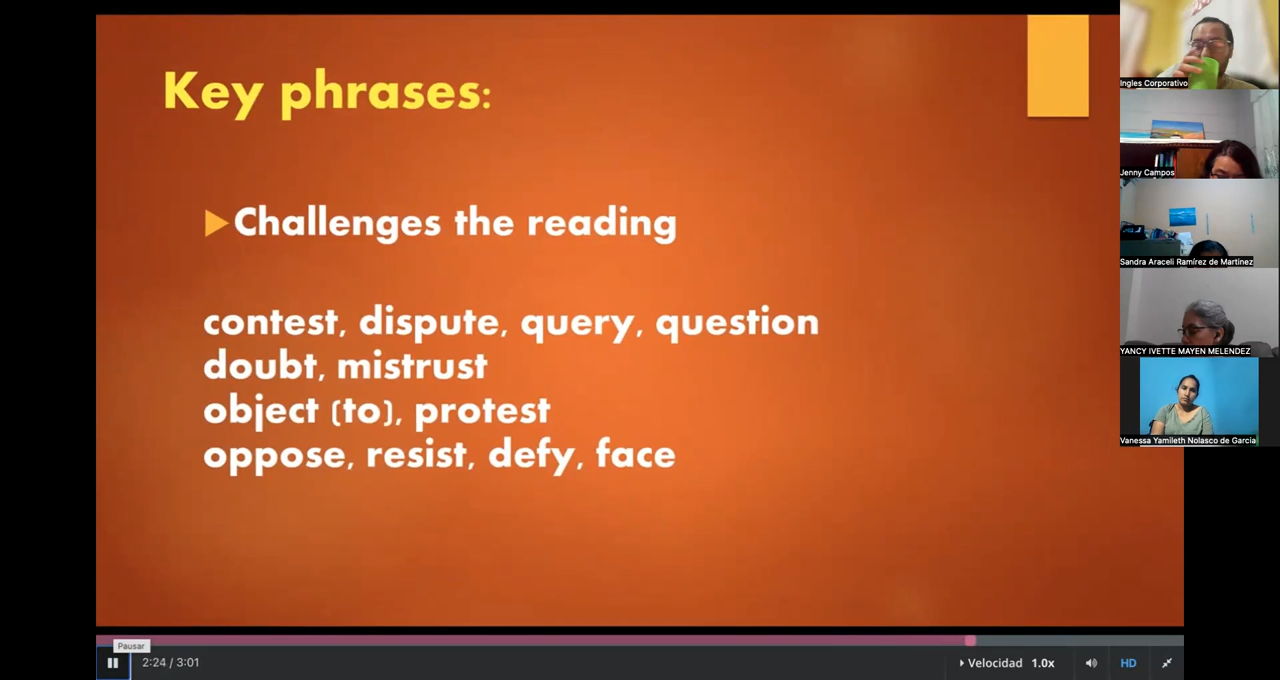 Key phrases:
Challenges the reading
contest, dispute, query, question
doubt, mistrust
object (to), protest
oppose, resist, defy, face
Ingles Corporativo
Jenny Campos
Sandra Araceli Ramírez de Martinez
YANCY IVETTE MAYEN MELENDEZ
Vanessa Yamileth Nolasco de Garcia
Pausar
2:24 / 3:01
Velocidad 1.0x
HD